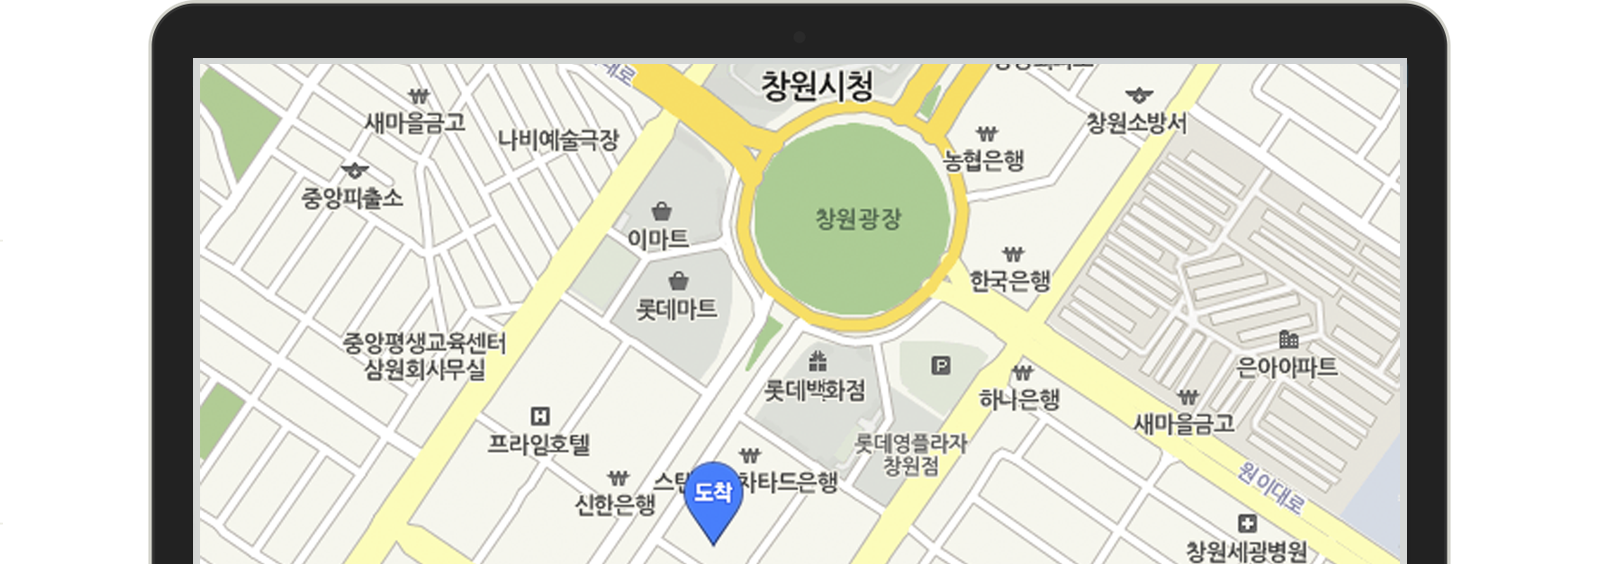 창원시청
새마을금고
창원소방서
나비예술극장
농협은행
중앙피출소
창원광장
이마트
한국은행
롯데마트
중앙평생교육센터
삼원회사무실
은아아파트
롯데백화점
하나은행
새마을금고
프라임호텔
롯데영플라자
창원점
신한은행
차타드은행
도착
원이대로
창원세광병원
P
H